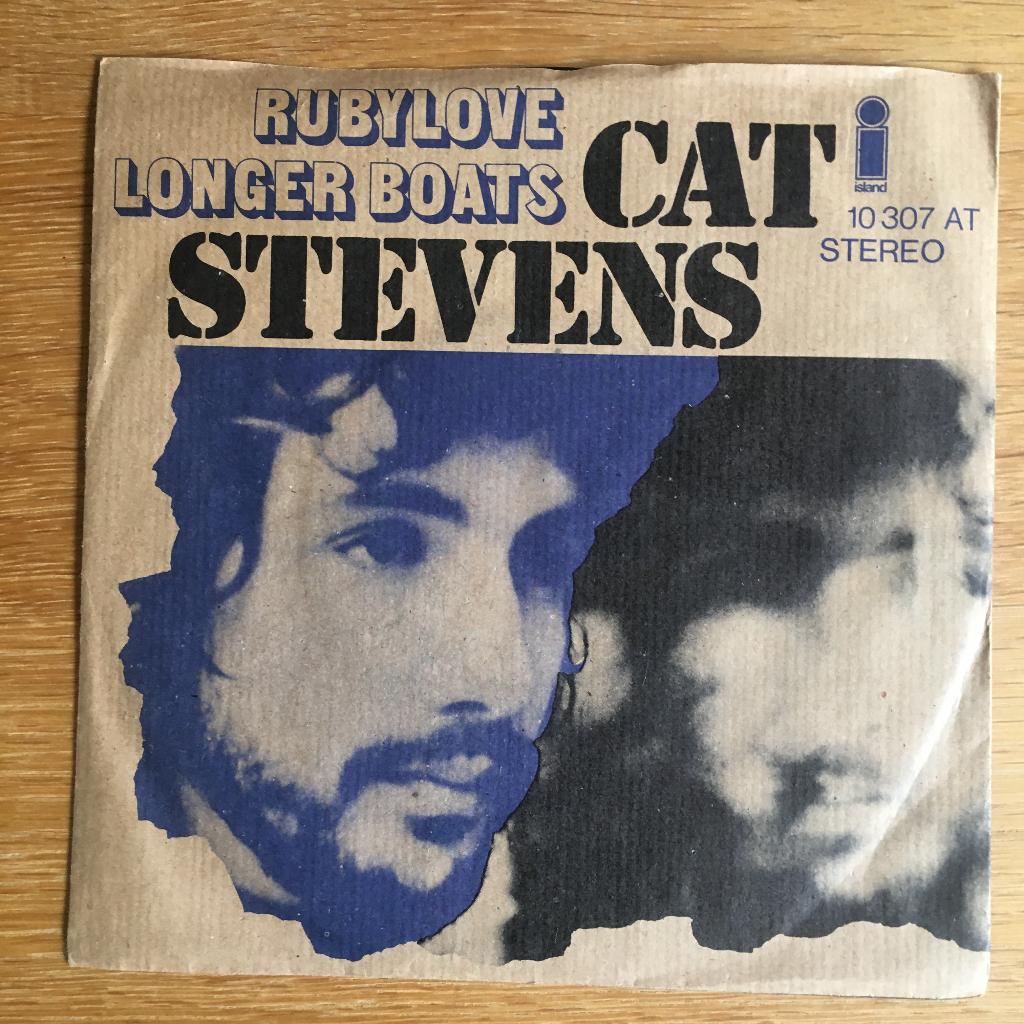 RUBYLOVE
LONGER BOATS
CAT
STEVENS
island
10 307 AT
STEREO